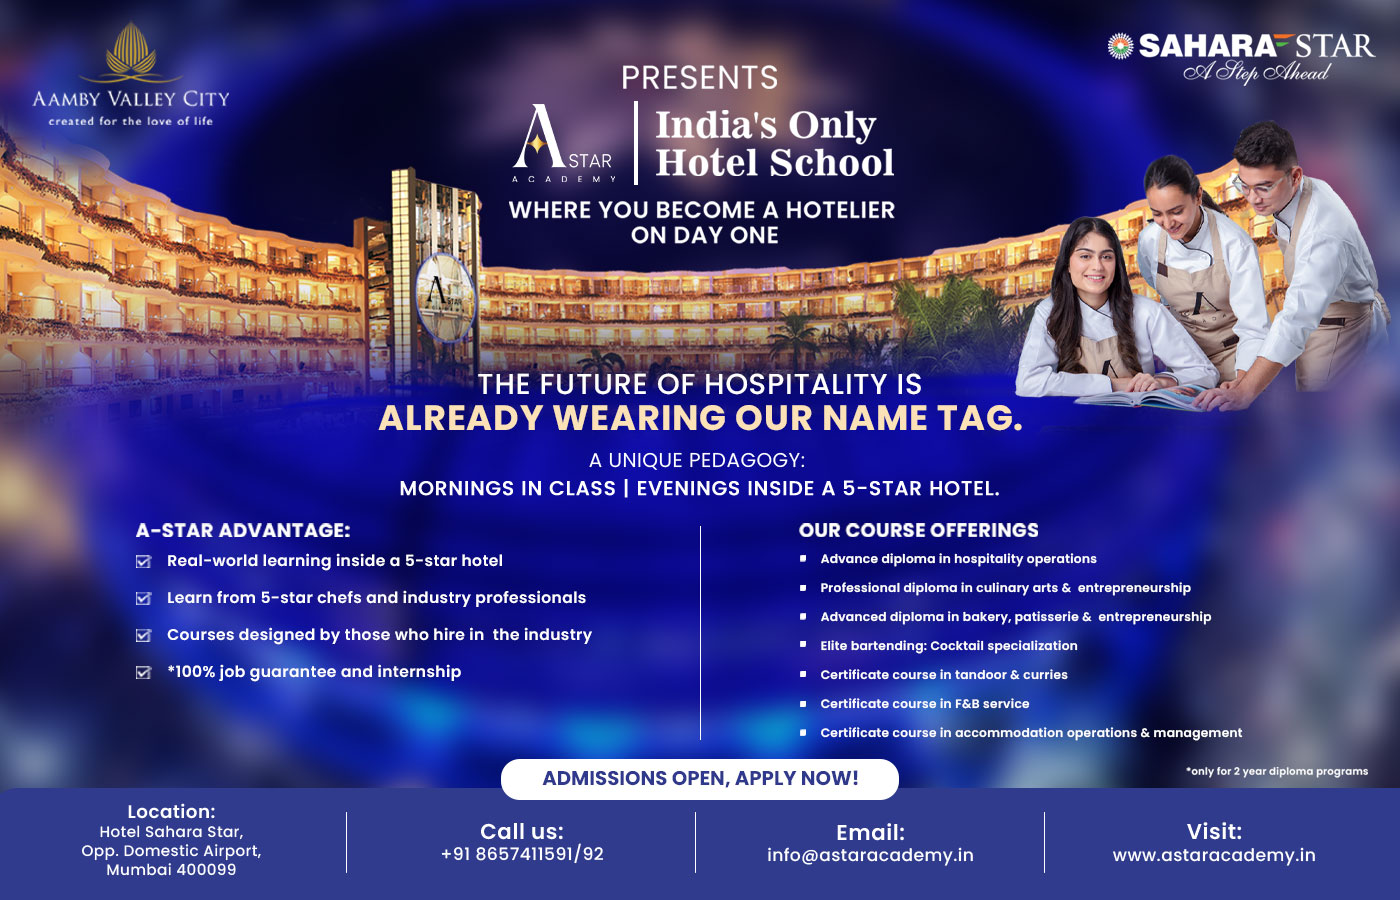 AAMBY VALLEY CITY
created for the love of life
SAHARA STAR
A Step Ahead
PRESENTS
A STAR
ACADEMY
India's Only
Hotel School
WHERE YOU BECOME A HOTELIER
ON DAY ONE
A STAR
THE FUTURE OF HOSPITALITY IS
ALREADY WEARING OUR NAME TAG.
A UNIQUE PEDAGOGY:
MORNINGS IN CLASS | EVENINGS INSIDE A 5-STAR HOTEL.
A-STAR ADVANTAGE:
Real-world learning inside a 5-star hotel
Learn from 5-star chefs and industry professionals
Courses designed by those who hire in the industry
*100% job guarantee and internship
OUR COURSE OFFERINGS
Advance diploma in hospitality operations
Professional diploma in culinary arts & entrepreneurship
Advanced diploma in bakery, patisserie & entrepreneurship
Elite bartending: Cocktail specialization
Certificate course in tandoor & curries
Certificate course in F&B service
Certificate course in accommodation operations & management
*only for 2 year diploma programs
ADMISSIONS OPEN, APPLY NOW!
Location:
Hotel Sahara Star,
Opp. Domestic Airport,
Mumbai 400099
Call us:
+91 8657411591/92
Email:
info@astaracademy.in
Visit:
www.astaracademy.in